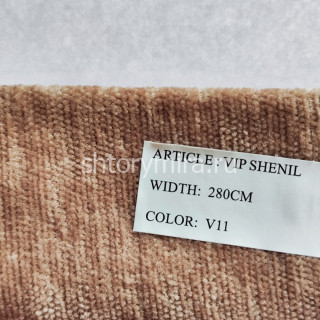 ARTICLE: VIP SHENIL
WIDTH: 280CM
COLOR: V11
shtorymira.ru